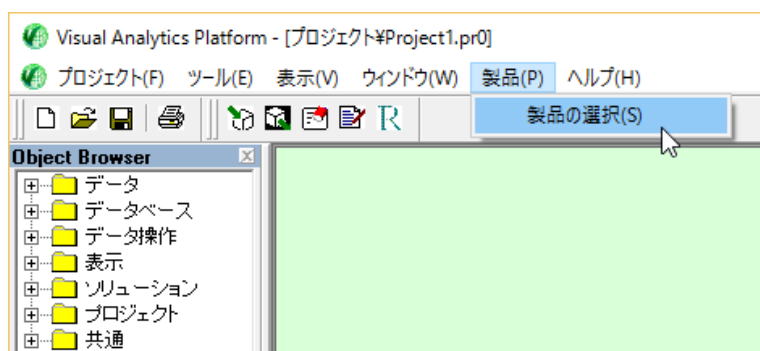 Visual Analytics Platform - [プロジェクト¥Project1.pr0]
プロジェクト(F) ツール(E) 表示(V) ウインドウ(W) 製品(P) ヘルプ(H)
製品の選択(S)
Object Browser
データ
データベース
データ操作
表示
ソリューション
プロジェクト
共通